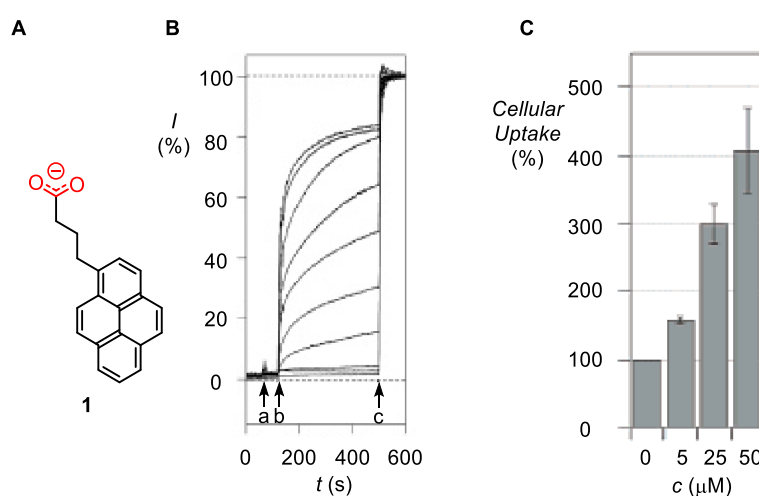 A
B
C
O O
⊖
1
I
(%)
100
80
60
40
20
0
a b c
0 200 400 600
t (s)
Cellular
Uptake
(%)
500
400
300
200
100
0
0 5 25 50
c (μM)